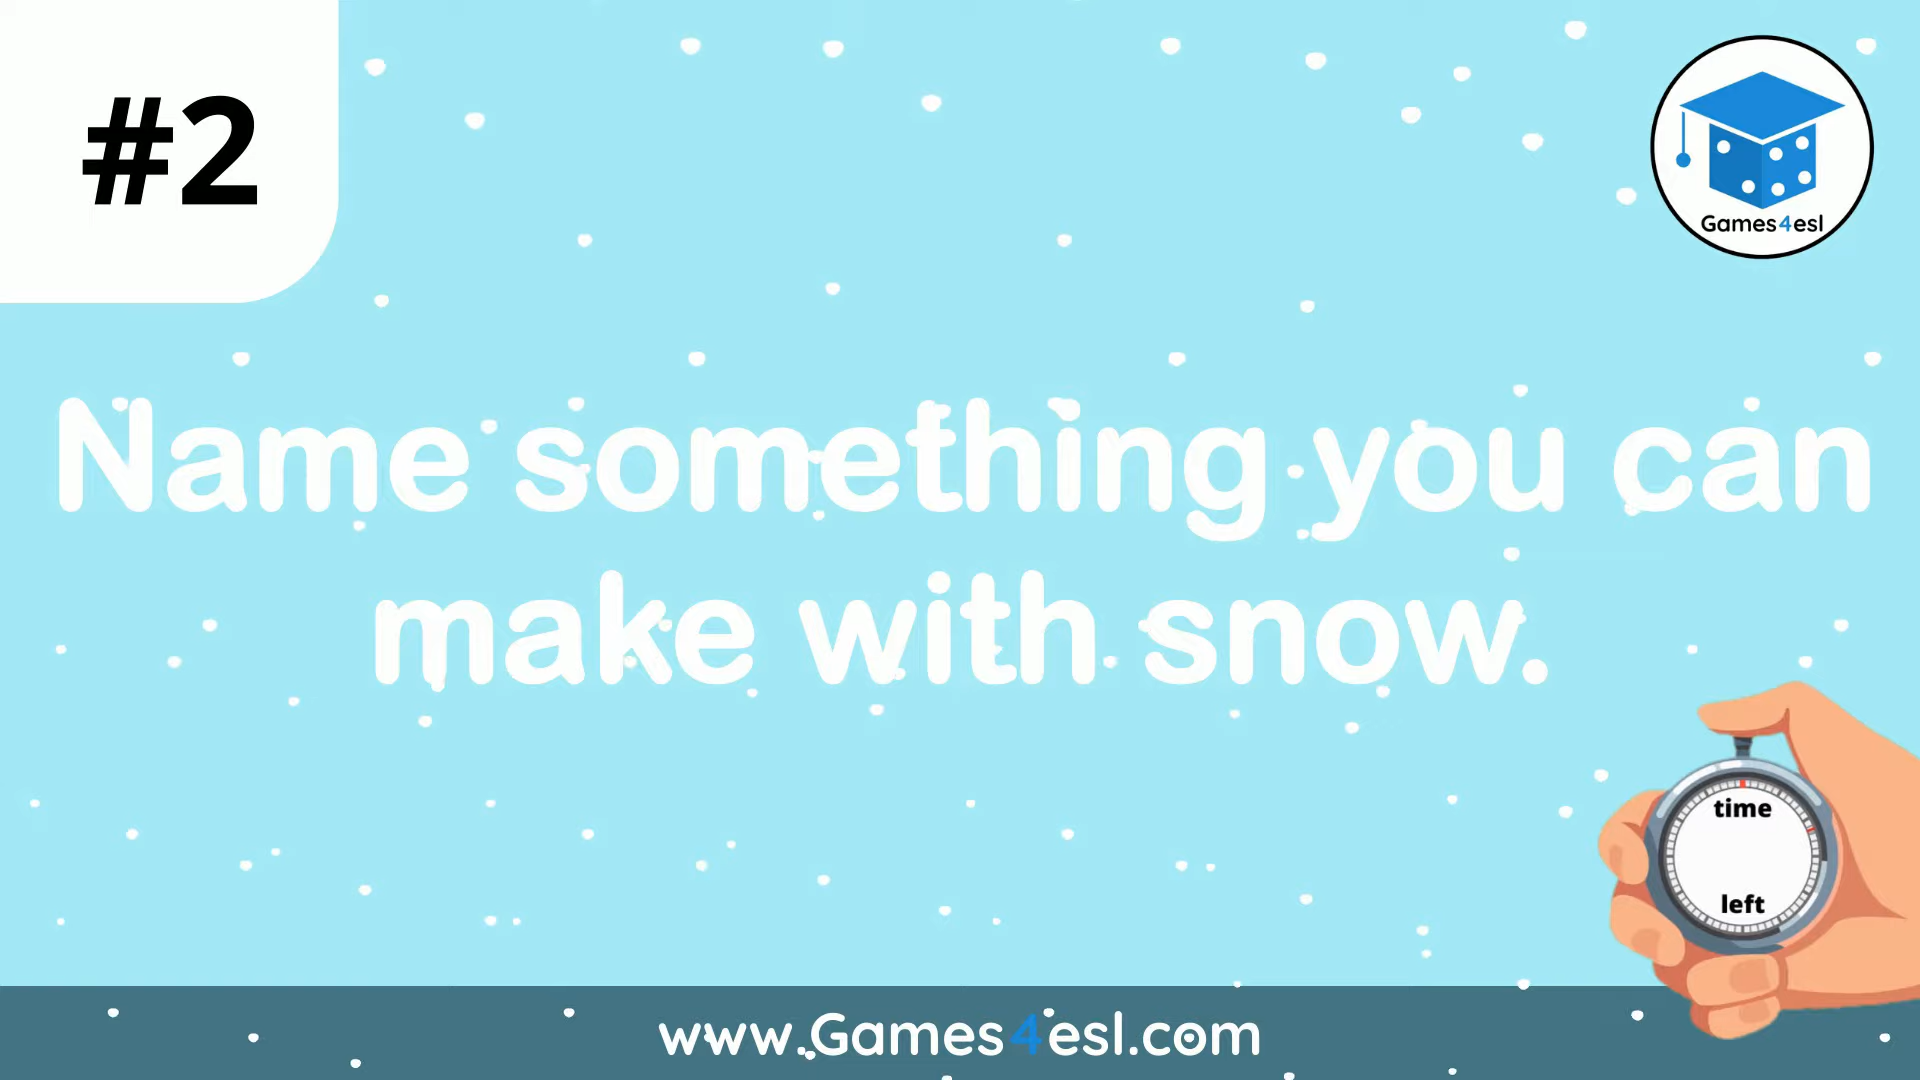 #2
Games4esl
Name something you can
make with snow.
time
left
www.Games4esl.com